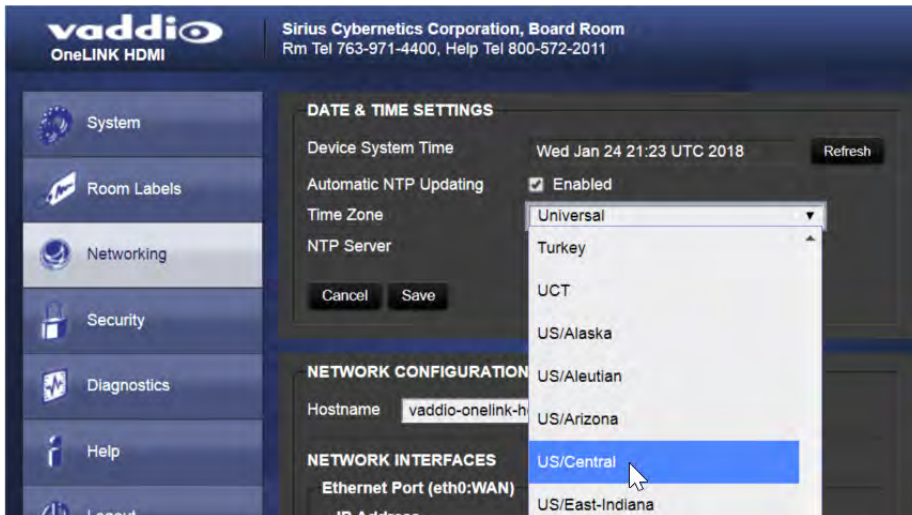 vaddio
OneLINK HDMI
Sirius Cybernetics Corporation, Board Room
Rm Tel 763-971-4400, Help Tel 800-572-2011
System
Room Labels
Networking
Security
Diagnostics
Help
Logout
DATE & TIME SETTINGS
Device System Time
Wed Jan 24 21:23 UTC 2018
Refresh
Automatic NTP Updating
Enabled
Time Zone
Universal
NTP Server
Turkey
UCT
US/Alaska
US/Aleutian
US/Arizona
US/Central
US/East-Indiana
Cancel
Save
NETWORK CONFIGURATION
Hostname
vaddio-onelink-h
NETWORK INTERFACES
Ethernet Port (eth0:WAN)
IP Address